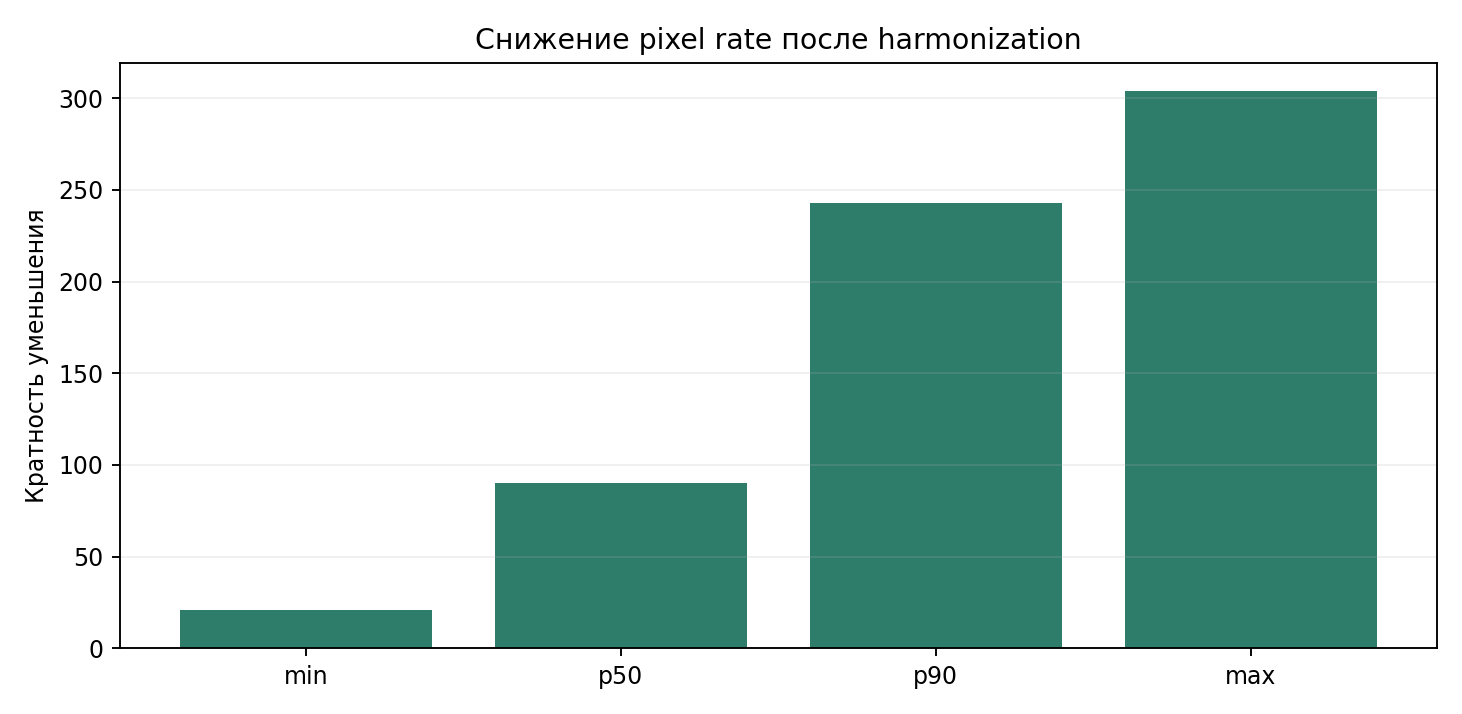 Снижение pixel rate после harmonization
Кратность уменьшения
300
250
200
150
100
50
0
min
p50
p90
max